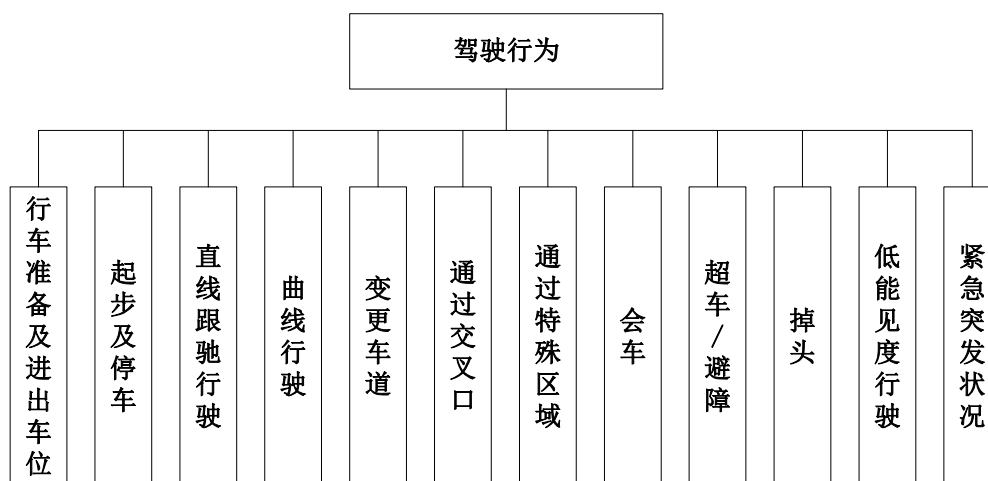 驾驶行为
行车准备及进出车位
起步及停车
直线跟驰行驶
曲线行驶
变更车道
通过交叉口
通过特殊区域
会车
超车/避障
掉头
低能见度行驶
紧急突发状况